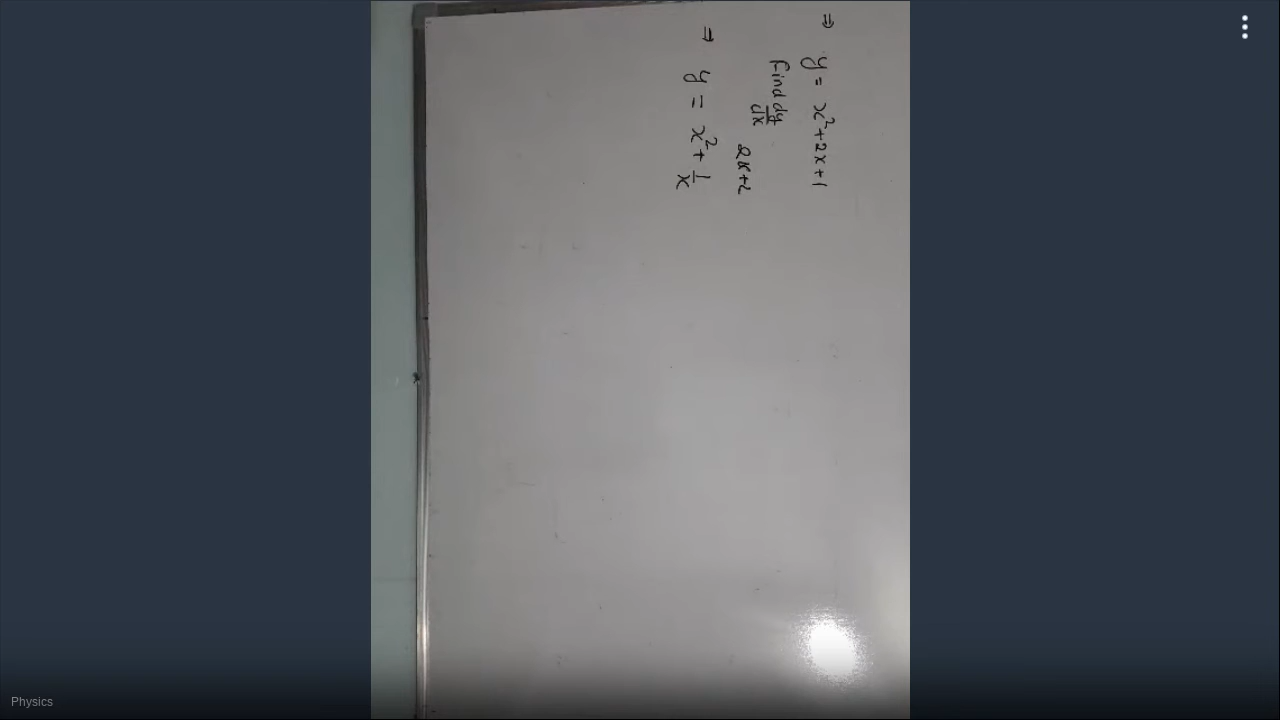 ⇒ y = x²+2x+1
Find dy/dx
2x+2
⇒ y = x²+ 1/x
Physics